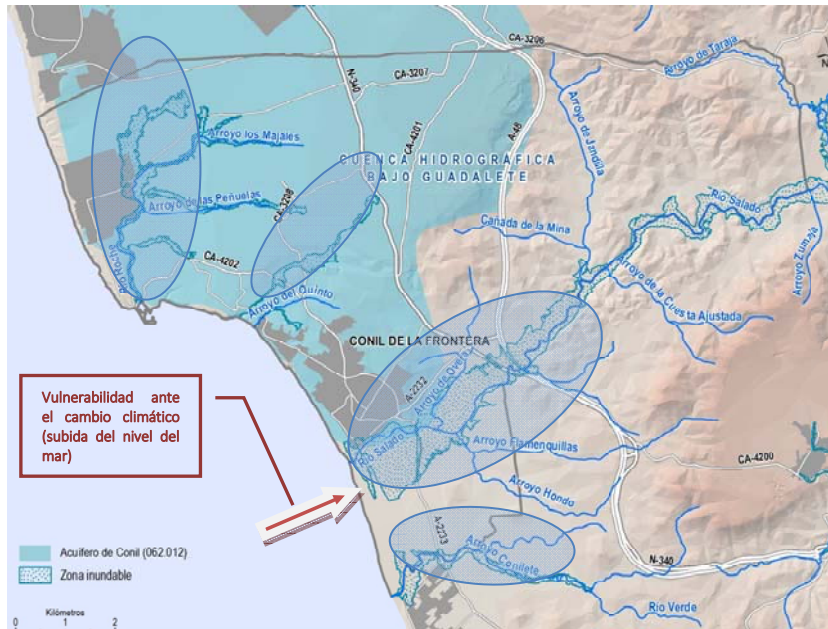 CA-3206
Arroyo de Taraja
N-340
CA-3207
CA-4201
A-48
Arroyo de Jandilla
Arroyo los Majales
CUENCA HIDROGRÁFICA
BAJO GUADALETE
Arroyo de las Peñuelas
CA-3208
Río Salado
Cañada de la Mina
CA-4202
Río Roche
Arroyo Zumaja
Arroyo de la Cuesta Ajustada
Arroyo del Quinto
CONIL DE LA FRONTERA
A-2232
Arroyo de Oveja
Vulnerabilidad ante
el cambio climático
(subida del nivel del
mar)
Río Salado
Arroyo Flamenquillas
CA-4200
Arroyo Hondo
A-2233
Arroyo Conilete
N-340
Acuífero de Conil (062.012)
Zona inundable
Río Verde
Kilómetros
0 1 2